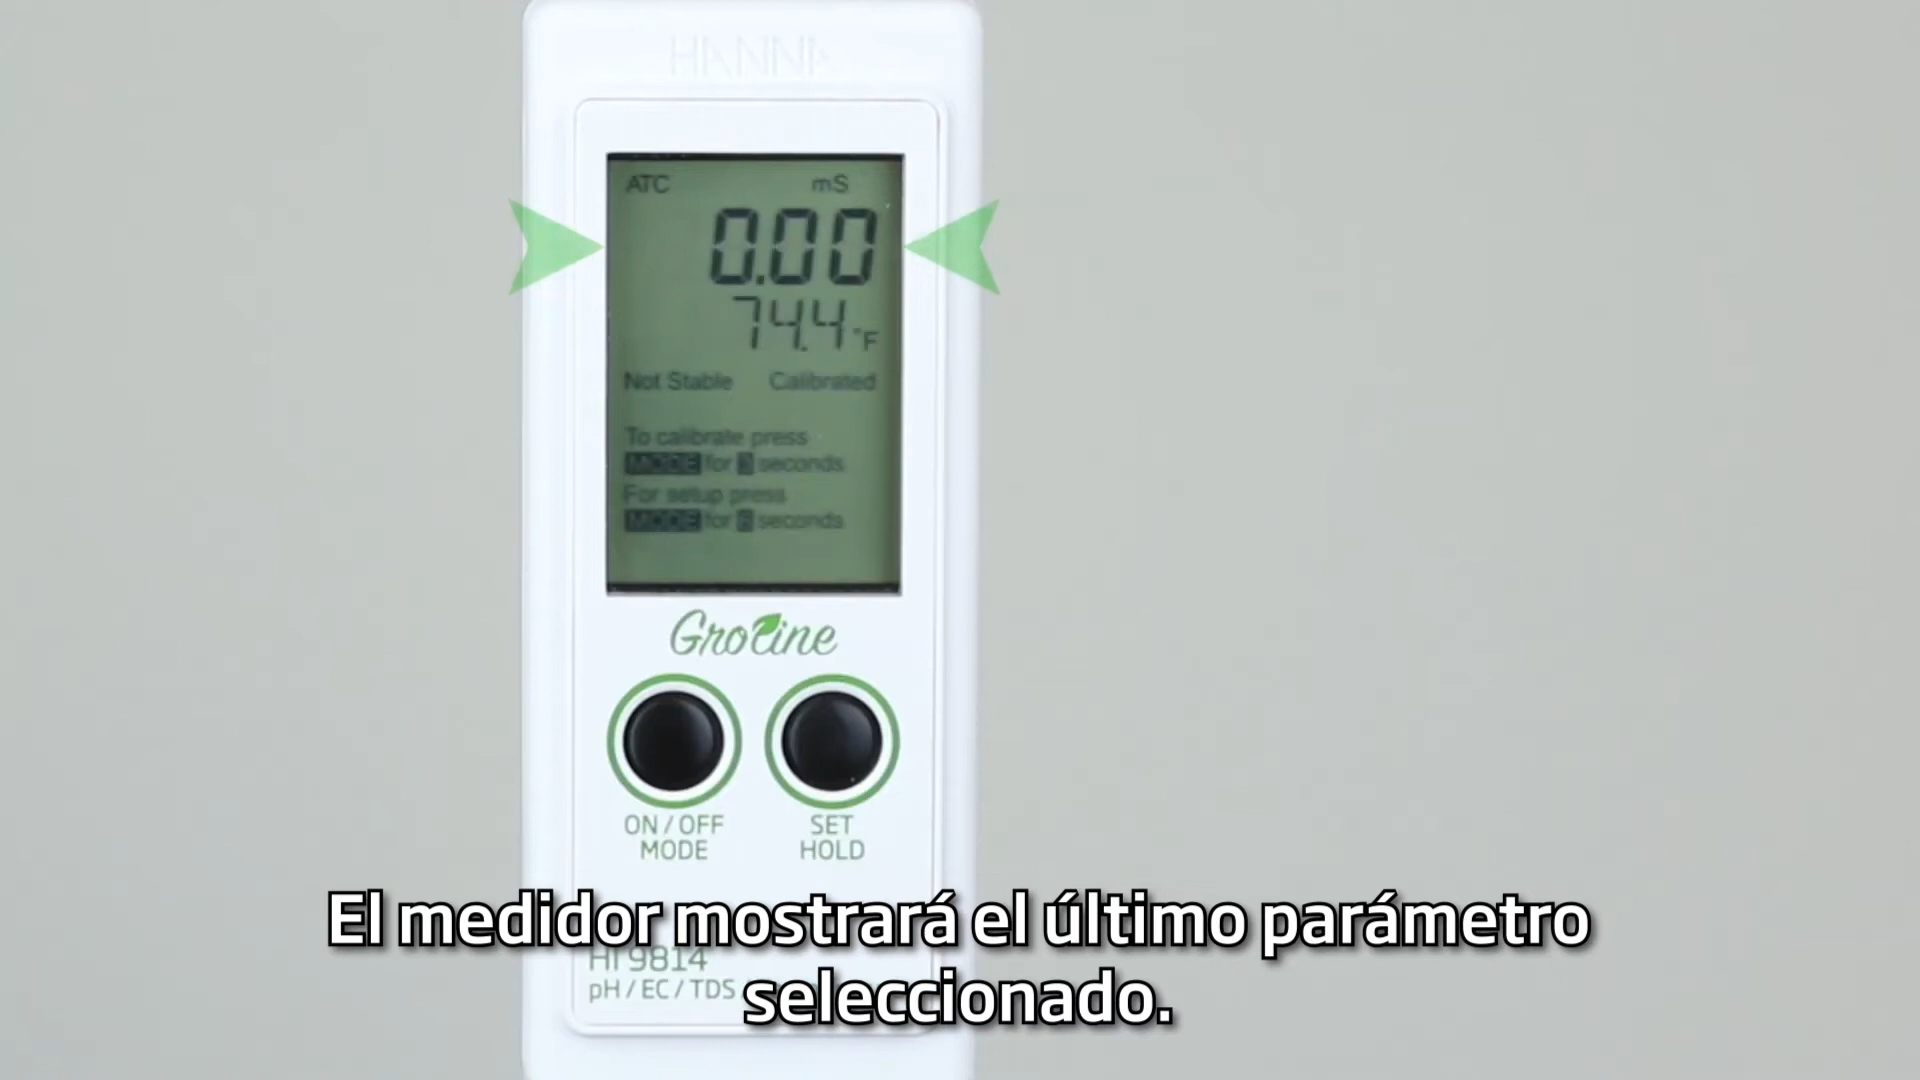 HANNA
ATC mS
0.00
74.4 °F
Not Stable Calibrated
To calibrate press
MODE for 3 seconds
For setup press
MODE for 6 seconds
GroLine
ON / OFF
MODE
SET
HOLD
HI 9814
pH / EC / TDS
El medidor mostrará el último parámetro
seleccionado.